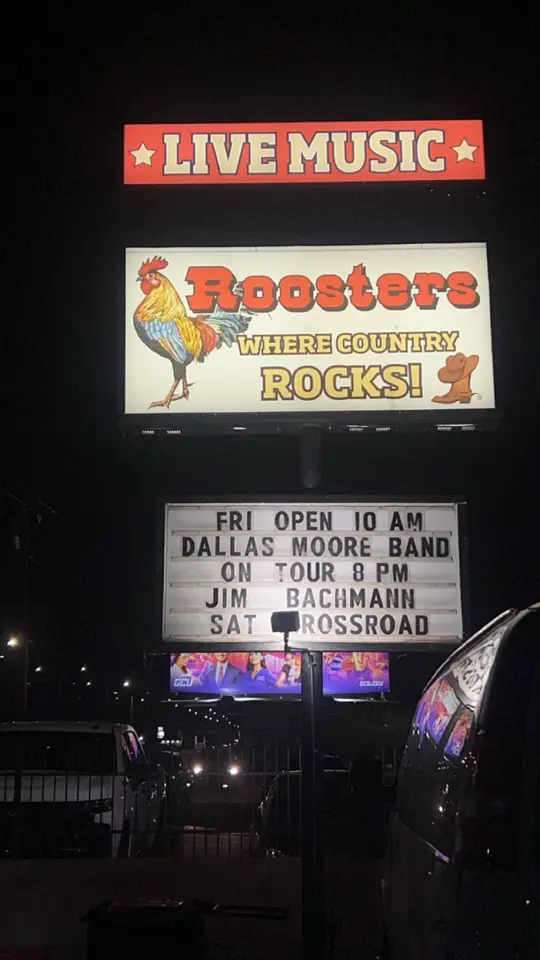 LIVE MUSIC
Roosters
WHERE COUNTRY
ROCKS!
FRI OPEN 10 AM
DALLAS MOORE BAND
ON TOUR 8 PM
JIM BACHMANN
SAT ROSSROAD